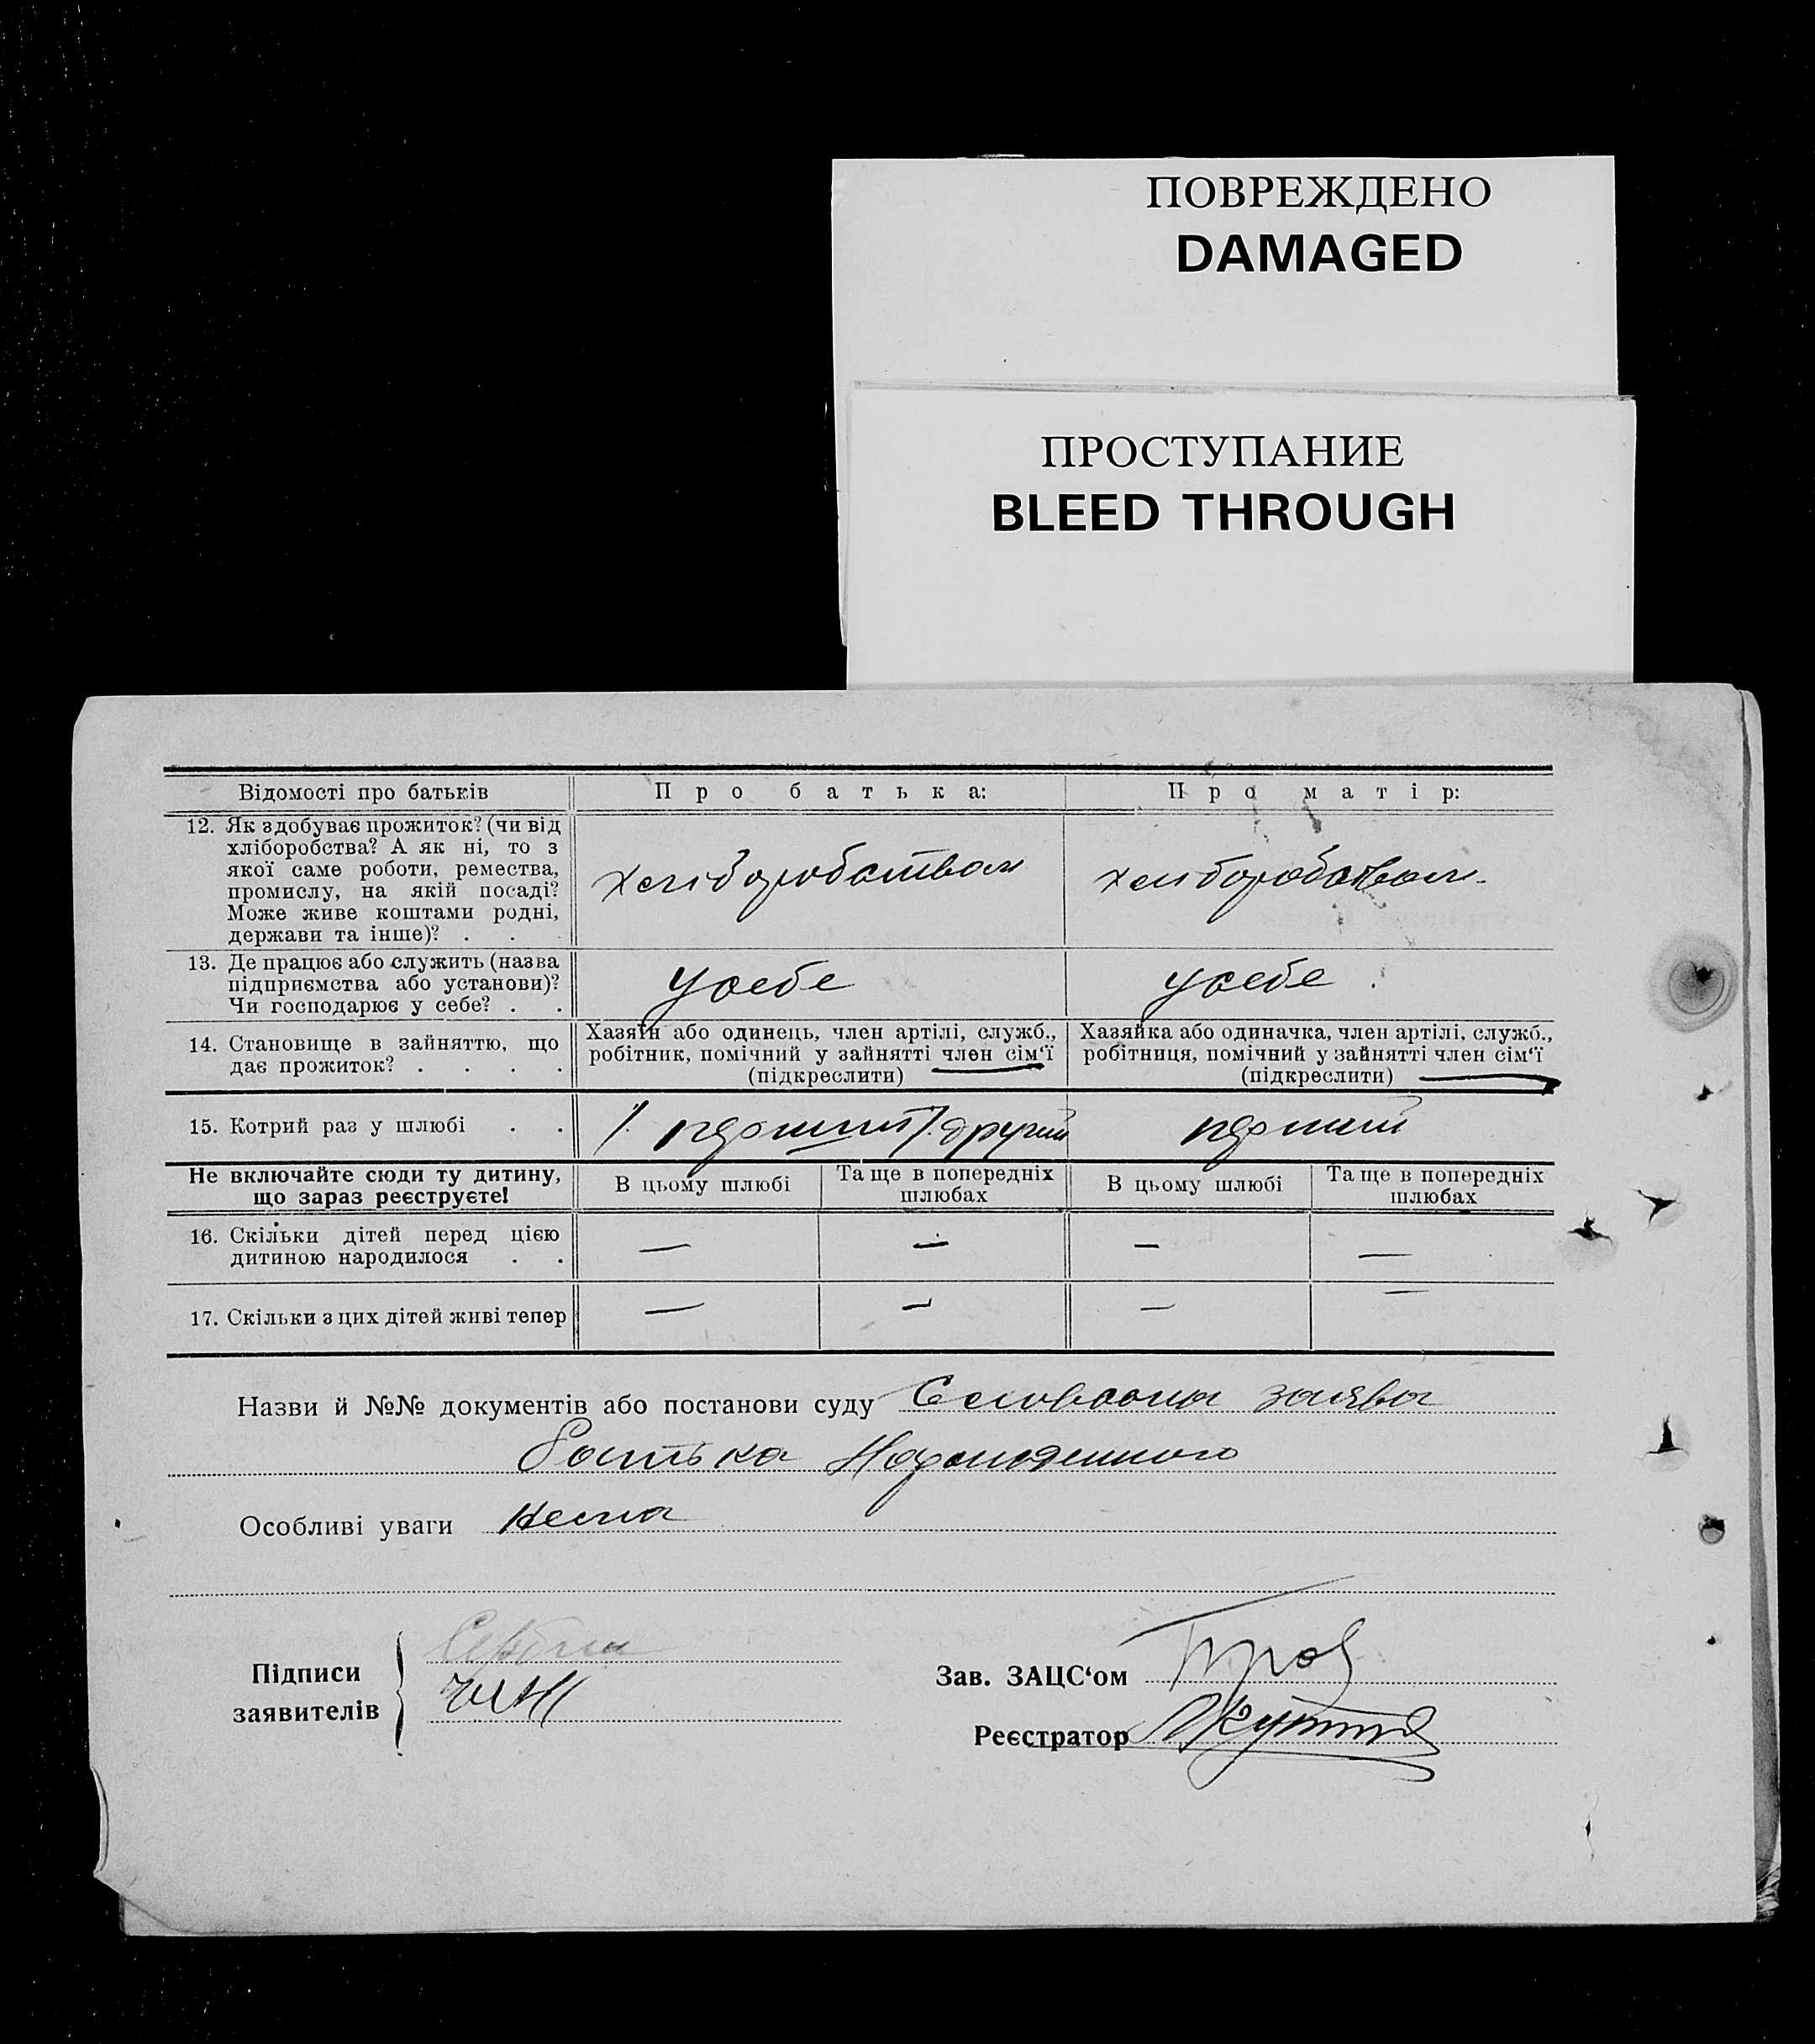 ПОВРЕЖДЕНО
DAMAGED
ПРОСТУПАНИЕ
BLEED THROUGH
Відомості про батьків
Про батька:
Про матір:
12. Як здобуває прожиток? (чи від
хліборобства? А як ні, то з
якої саме роботи, ремества,
промислу, на якій посаді?
Може живе коштами родні,
держави та інше)? . .
хліборобством
хліборобством
13. Де працює або служить (назва
підприємства або установи)?
Чи господарює у себе? . .
у себе
у себе
14. Становище в зайняттю, що
дає прожиток? . . . .
Хазяїн або одинець, член артілі, служб.,
робітник, помічний у зайнятті член сім‘ї
(підкреслити)
Хазяйка або одиначка, член артілі, служб.,
робітниця, помічний у зайнятті член сім‘ї
(підкреслити)
15. Котрий раз у шлюбі . .
перший другий
перший
Не включайте сюди ту дитину,
що зараз реєструєте!
В цьому шлюбі
Та ще в попередніх
шлюбах
В цьому шлюбі
Та ще в попередніх
шлюбах
16. Скільки дітей перед цією
дитиною народилося . .
— — — —
17. Скільки з цих дітей живі тепер
— — — —
Назви й №№ документів або постанови суду Словесна заява
батька
Особливі уваги нема
Підписи
заявителів
Зав. ЗАЦС‘ом
Реєстратор